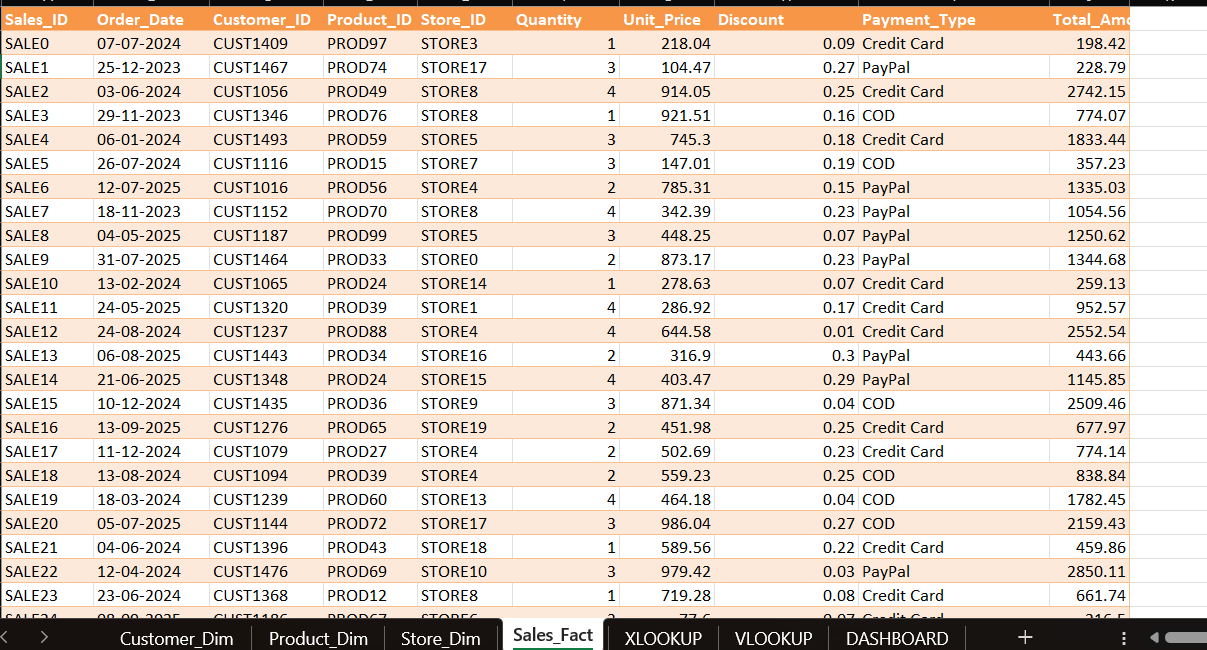 Sales_ID Order_Date Customer_ID Product_ID Store_ID Quantity Unit_Price Discount Payment_Type Total_Amo
SALE0 07-07-2024 CUST1409 PROD97 STORE3 1 218.04 0.09 Credit Card 198.42
SALE1 25-12-2023 CUST1467 PROD74 STORE17 3 104.47 0.27 PayPal 228.79
SALE2 03-06-2024 CUST1056 PROD49 STORE8 4 914.05 0.25 Credit Card 2742.15
SALE3 29-11-2023 CUST1346 PROD76 STORE8 1 921.51 0.16 COD 774.07
SALE4 06-01-2024 CUST1493 PROD59 STORE5 3 745.3 0.18 Credit Card 1833.44
SALE5 26-07-2024 CUST1116 PROD15 STORE7 3 147.01 0.19 COD 357.23
SALE6 12-07-2025 CUST1016 PROD56 STORE4 2 785.31 0.15 PayPal 1335.03
SALE7 18-11-2023 CUST1152 PROD70 STORE8 4 342.39 0.23 PayPal 1054.56
SALE8 04-05-2025 CUST1187 PROD99 STORE5 3 448.25 0.07 PayPal 1250.62
SALE9 31-07-2025 CUST1464 PROD33 STORE0 2 873.17 0.23 PayPal 1344.68
SALE10 13-02-2024 CUST1065 PROD24 STORE14 1 278.63 0.07 Credit Card 259.13
SALE11 24-05-2025 CUST1320 PROD39 STORE1 4 286.92 0.17 Credit Card 952.57
SALE12 24-08-2024 CUST1237 PROD88 STORE4 4 644.58 0.01 Credit Card 2552.54
SALE13 06-08-2025 CUST1443 PROD34 STORE16 2 316.9 0.3 PayPal 443.66
SALE14 21-06-2025 CUST1348 PROD24 STORE15 4 403.47 0.29 PayPal 1145.85
SALE15 10-12-2024 CUST1435 PROD36 STORE9 3 871.34 0.04 COD 2509.46
SALE16 13-09-2025 CUST1276 PROD65 STORE19 2 451.98 0.25 Credit Card 677.97
SALE17 11-12-2024 CUST1079 PROD27 STORE4 2 502.69 0.23 Credit Card 774.14
SALE18 13-08-2024 CUST1094 PROD39 STORE4 2 559.23 0.25 COD 838.84
SALE19 18-03-2024 CUST1239 PROD60 STORE13 4 464.18 0.04 COD 1782.45
SALE20 05-07-2025 CUST1144 PROD72 STORE17 3 986.04 0.27 COD 2159.43
SALE21 04-06-2024 CUST1396 PROD43 STORE18 1 589.56 0.22 Credit Card 459.86
SALE22 12-04-2024 CUST1476 PROD69 STORE10 3 979.42 0.03 PayPal 2850.11
SALE23 23-06-2024 CUST1368 PROD12 STORE8 1 719.28 0.08 Credit Card 661.74
Customer_Dim Product_Dim Store_Dim Sales_Fact XLOOKUP VLOOKUP DASHBOARD